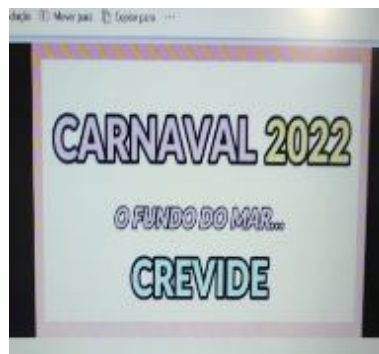 Mover para Copiar para ...
CARNAVAL 2022
O FUNDO DO MAR...
CREVIDE